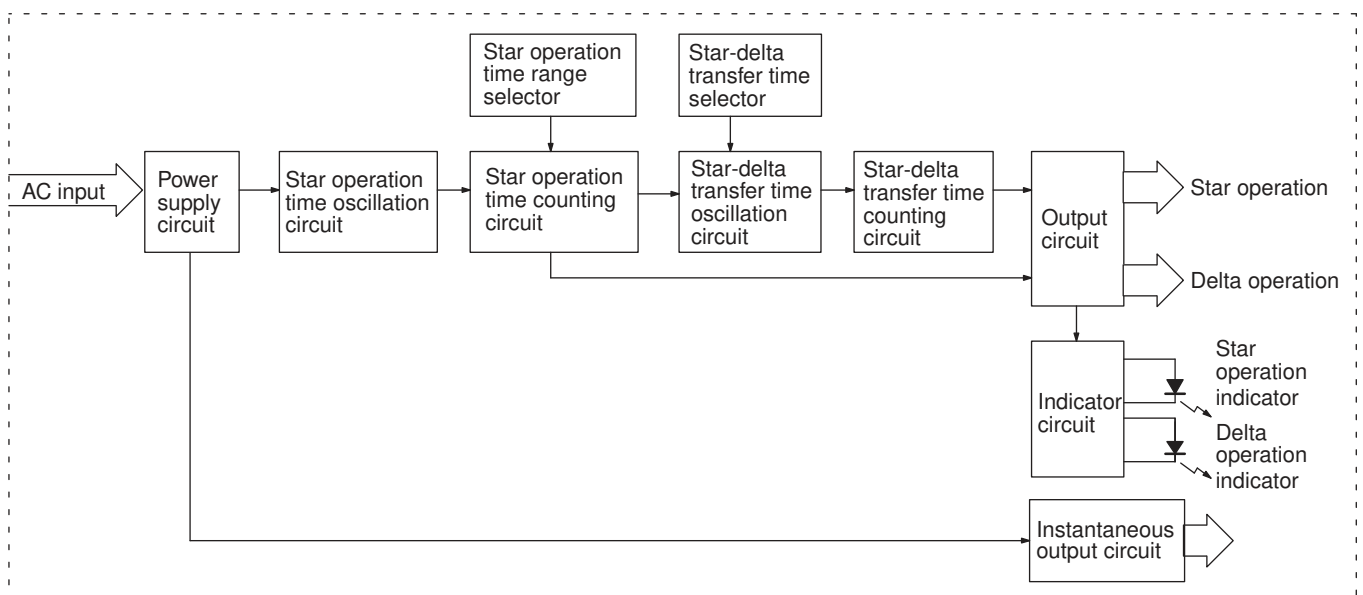 Star operation
time range
selector
Star-delta
transfer time
selector
AC input
Power
supply
circuit
Star operation
time oscillation
circuit
Star operation
time counting
circuit
Star-delta
transfer time
oscillation
circuit
Star-delta
transfer time
counting
circuit
Output
circuit
Star operation
Delta operation
Indicator
circuit
Star
operation
indicator
Delta
operation
indicator
Instantaneous
output circuit